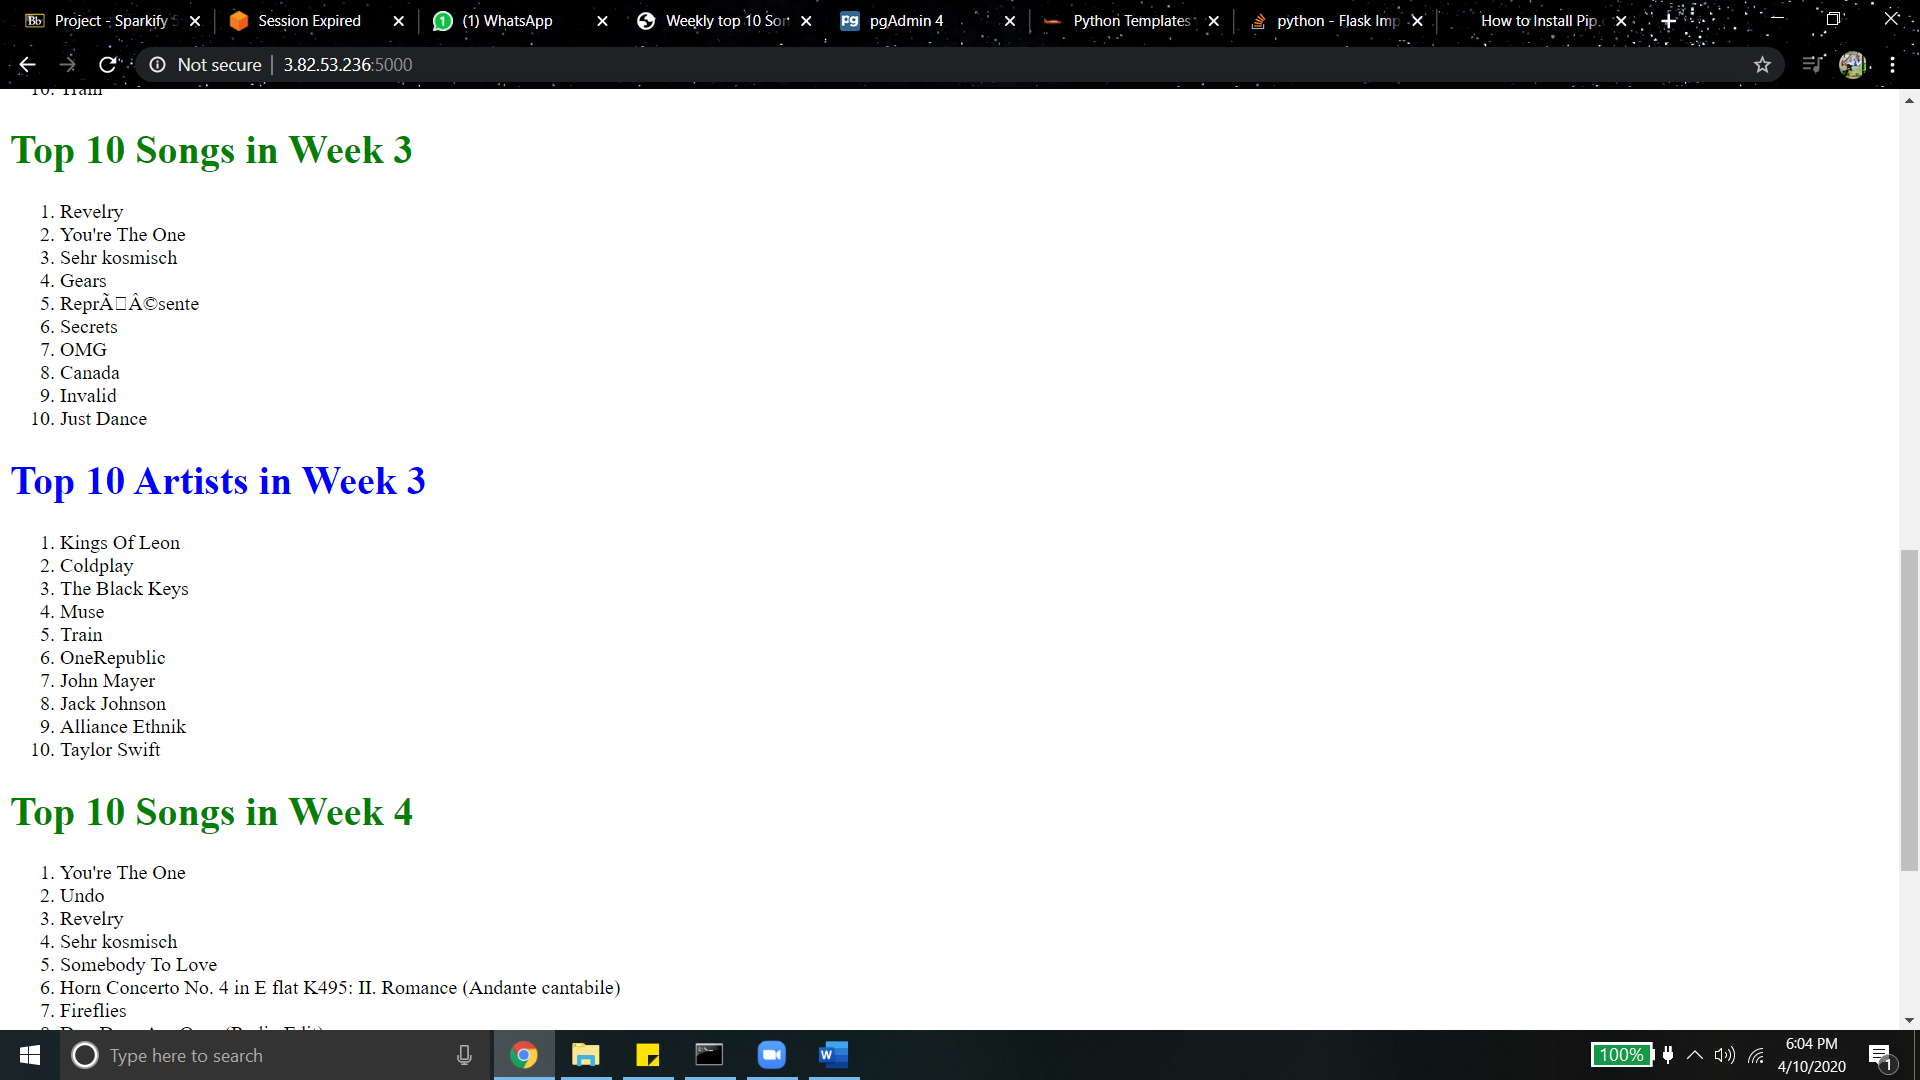 Project - Sparkify
Session Expired
(1) WhatsApp
Weekly top 10 Sor
pgAdmin 4
Python Templates
python - Flask Imp
How to Install Pip
Not secure | 3.82.53.236:5000
10. Train
Top 10 Songs in Week 3
1. Revelry
2. You're The One
3. Sehr kosmisch
4. Gears
5. ReprÃ□Â©sente
6. Secrets
7. OMG
8. Canada
9. Invalid
10. Just Dance
Top 10 Artists in Week 3
1. Kings Of Leon
2. Coldplay
3. The Black Keys
4. Muse
5. Train
6. OneRepublic
7. John Mayer
8. Jack Johnson
9. Alliance Ethnik
10. Taylor Swift
Top 10 Songs in Week 4
1. You're The One
2. Undo
3. Revelry
4. Sehr kosmisch
5. Somebody To Love
6. Horn Concerto No. 4 in E flat K495: II. Romance (Andante cantabile)
7. Fireflies
Type here to search
100%
6:04 PM
4/10/2020
1